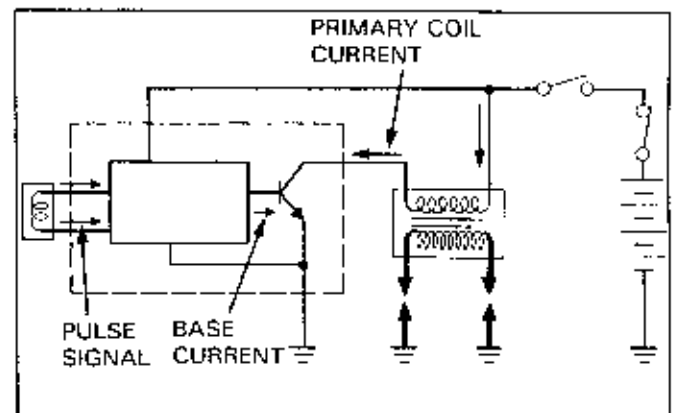 PRIMARY COIL
CURRENT
PULSE
SIGNAL
BASE
CURRENT